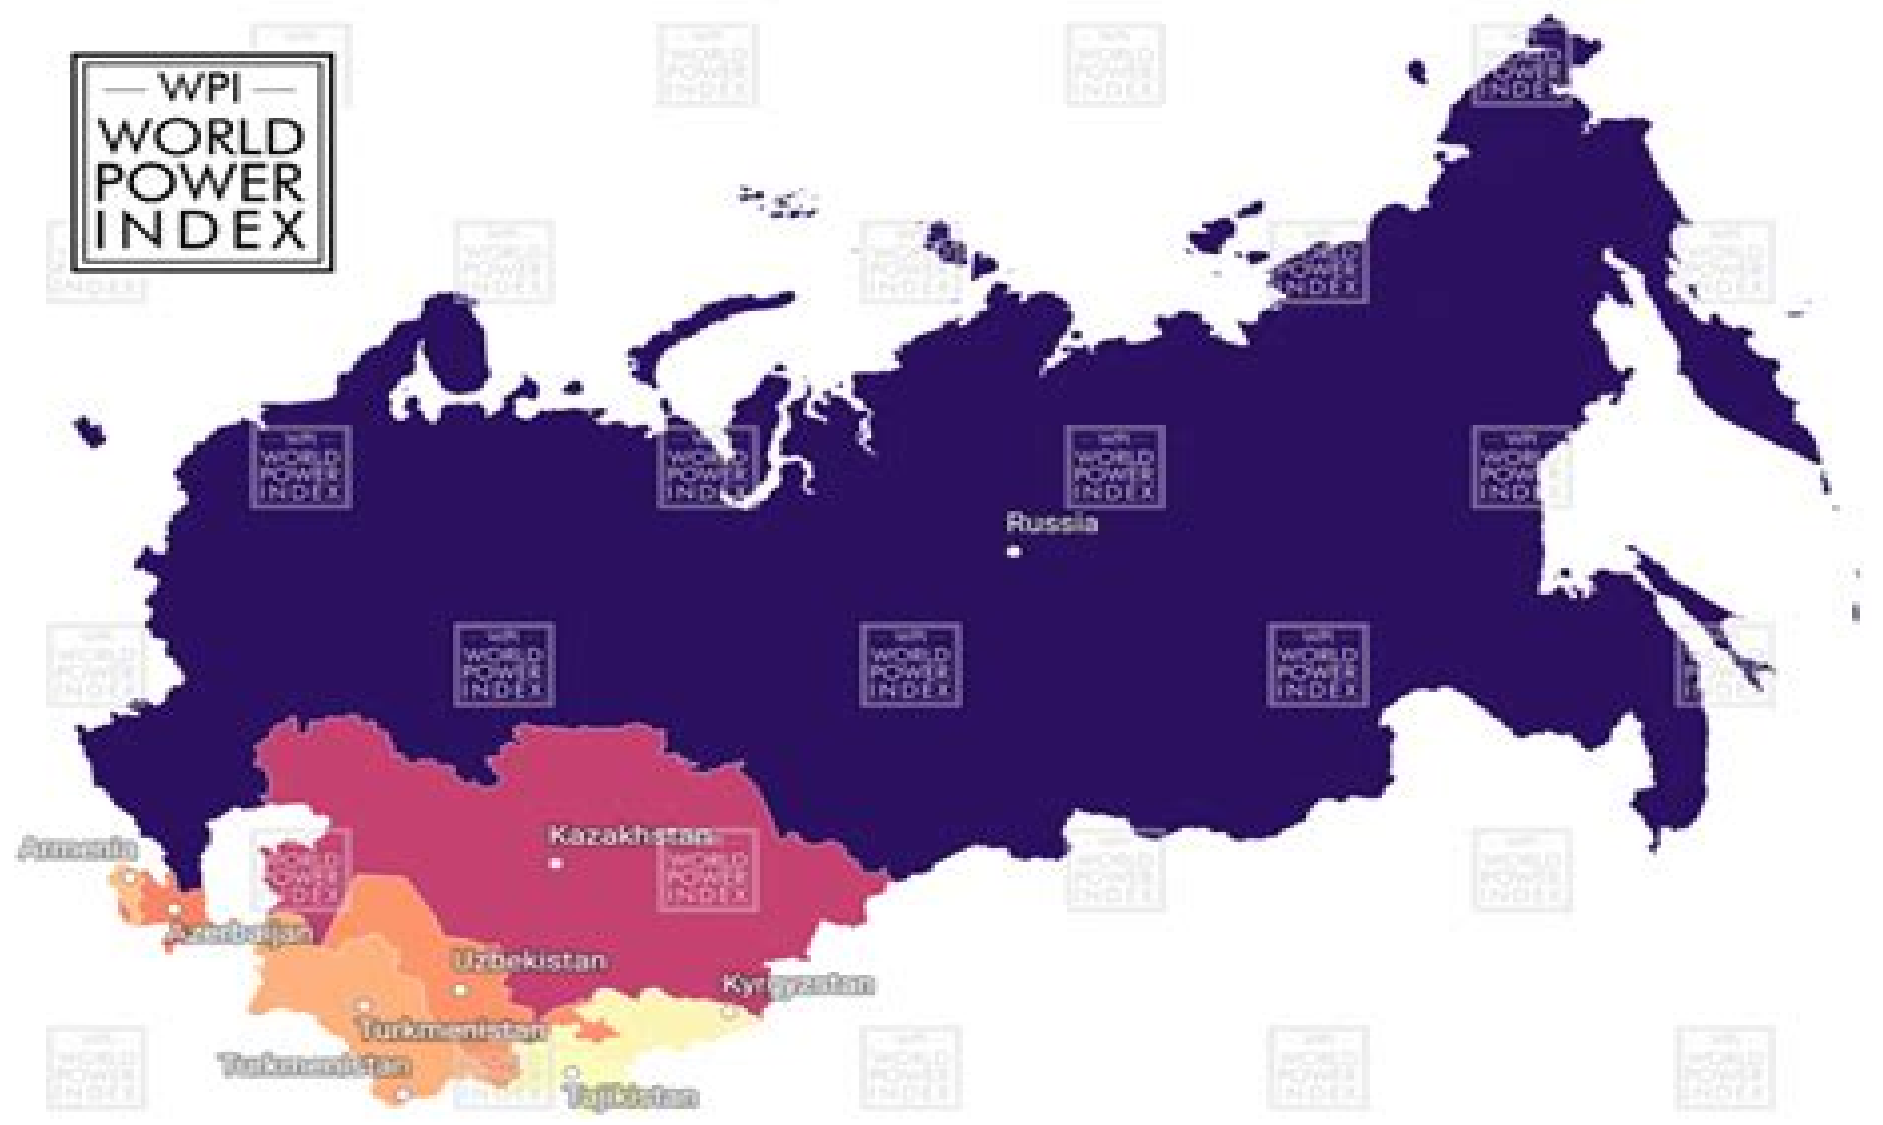 WPI
WORLD
POWER
INDEX
Russia
Kazakhstan
Armenia
Azerbaijan
Uzbekistan
Kyrgyzstan
Turkmenistan
Turkmenistan
Tajikistan